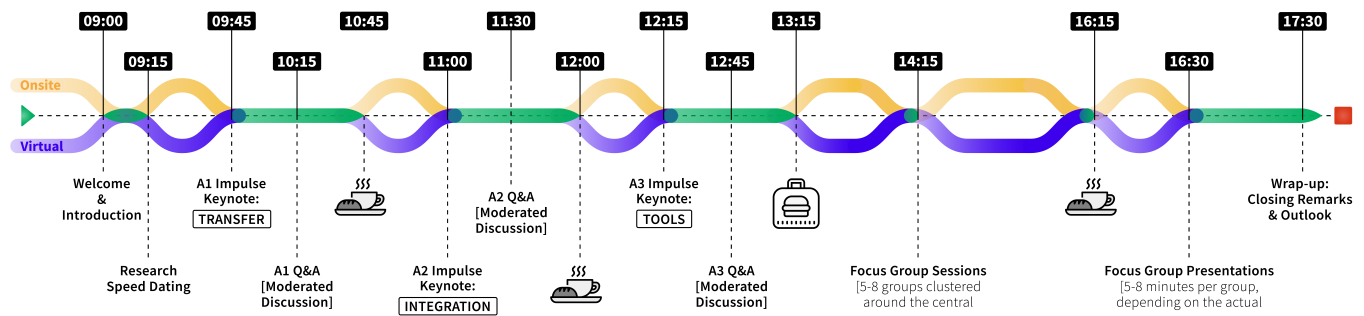 09:00
09:45
10:45
11:30
12:15
13:15
16:15
17:30
09:15
10:15
11:00
12:00
12:45
14:15
16:30
Onsite
Virtual
Welcome
&
Introduction
A1 Impulse
Keynote:
TRANSFER
A2 Q&A
[Moderated
Discussion]
A3 Impulse
Keynote:
TOOLS
Wrap-up:
Closing Remarks
& Outlook
Research
Speed Dating
A1 Q&A
[Moderated
Discussion]
A2 Impulse
Keynote:
INTEGRATION
A3 Q&A
[Moderated
Discussion]
Focus Group Sessions
[5-8 groups clustered
around the central
Focus Group Presentations
[5-8 minutes per group,
depending on the actual